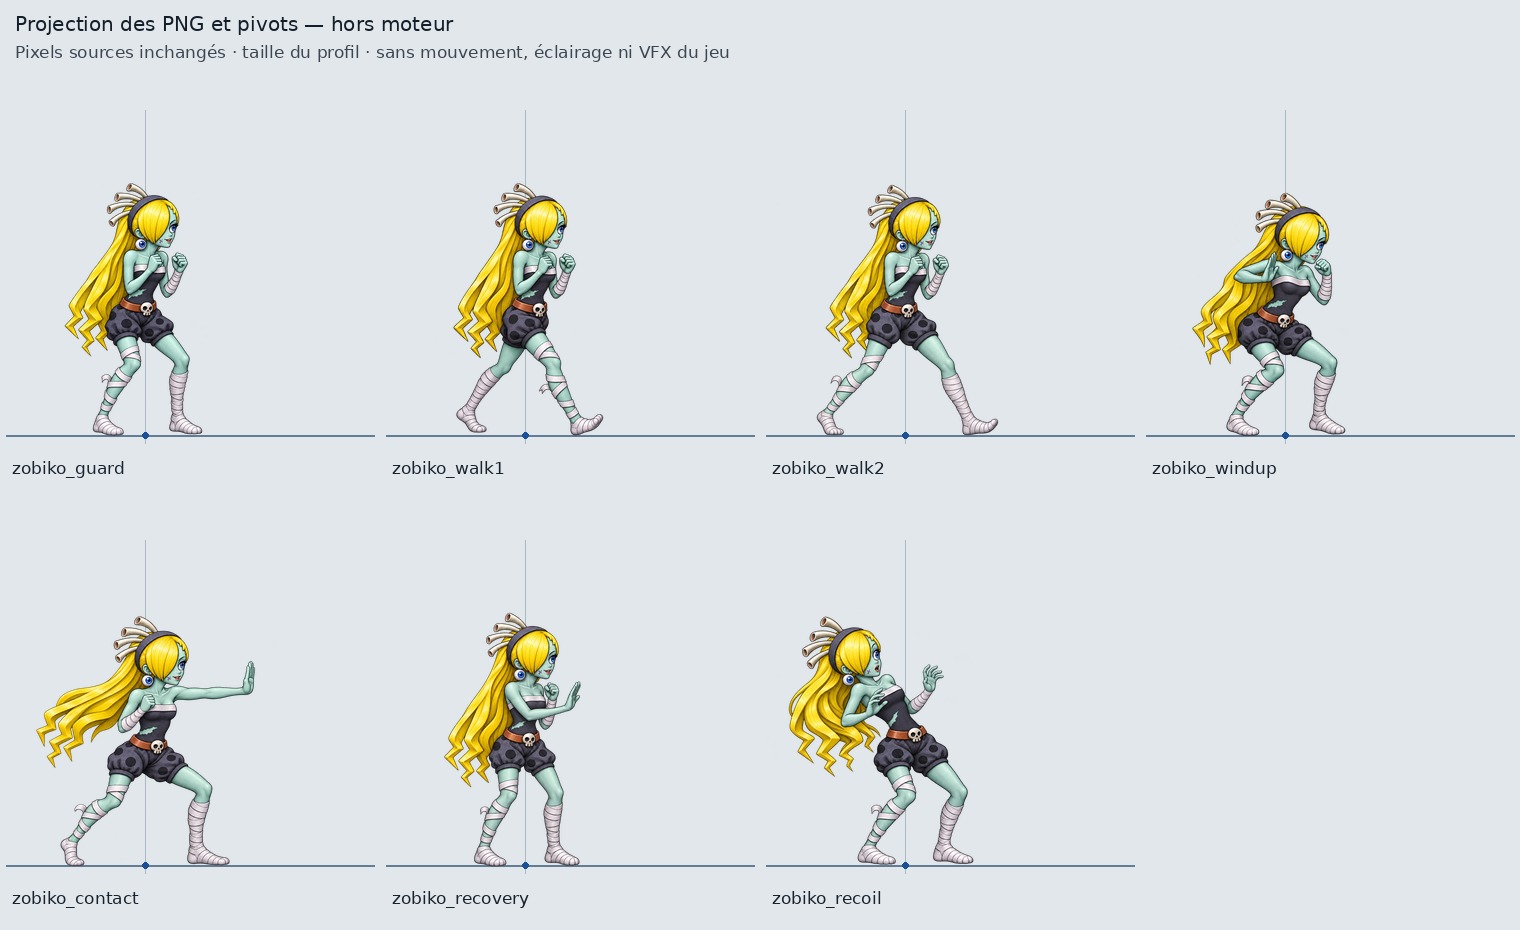 Projection des PNG et pivots — hors moteur
Pixels sources inchangés · taille du profil · sans mouvement, éclairage ni VFX du jeu
zobiko_guard
zobiko_walk1
zobiko_walk2
zobiko_windup
zobiko_contact
zobiko_recovery
zobiko_recoil